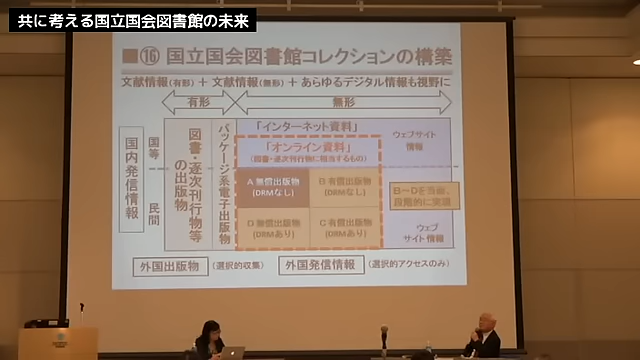 共に考える国立国会図書館の未来
■⑯ 国立国会図書館コレクションの構築
文献情報(有形) + 文献情報(無形) + あらゆるデジタル情報も視野に
有形
無形
国内発信情報
国等
民間
図書・逐次刊行物等の出版物
パッケージ系電子出版物
「インターネット資料」
「オンライン資料」
(図書・逐次刊行物に相当するもの)
A 無償出版物
(DRMなし)
B 有償出版物
(DRMなし)
D 無償出版物
(DRMあり)
C 有償出版物
(DRMあり)
ウェブサイト
情報
B~Dを当面、
段階的に実施
ウェブ
サイト情報
外国出版物
(選択的収集)
外国発信情報
(選択的アクセスのみ)